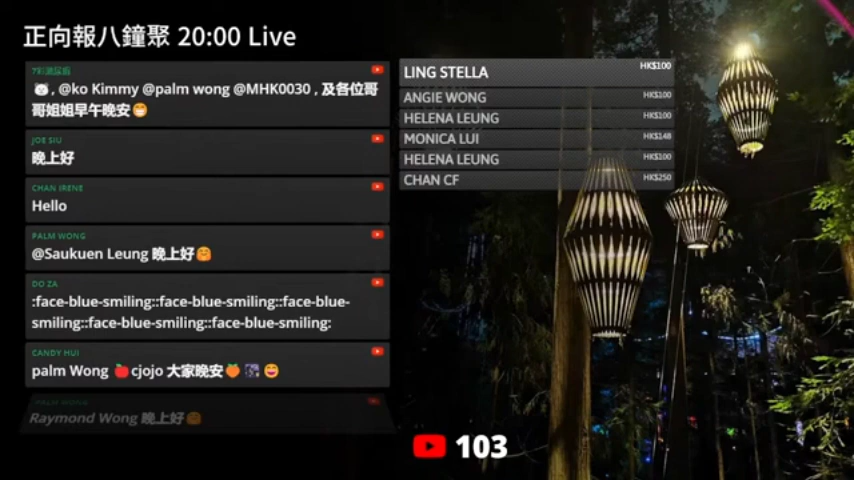 正向報八鐘聚 20:00 Live
, @ko Kimmy @palm wong @MHK0030 , 及各位哥
哥姐姐早午晚安😁
JOE SIU
晚上好
CHAN IRENE
Hello
PALM WONG
@Saukuen Leung 晚上好🤗
DO ZA
:face-blue-smiling::face-blue-smiling::face-blue-
smiling::face-blue-smiling::face-blue-smiling:
CANDY HUI
palm Wong 🍎cjojo 大家晚安🍊🎆😄
PALM WONG
Raymond Wong 晚上好🤗
LING STELLA HK$100
ANGIE WONG HK$100
HELENA LEUNG HK$100
MONICA LUI HK$148
HELENA LEUNG HK$100
CHAN CF HK$250
103